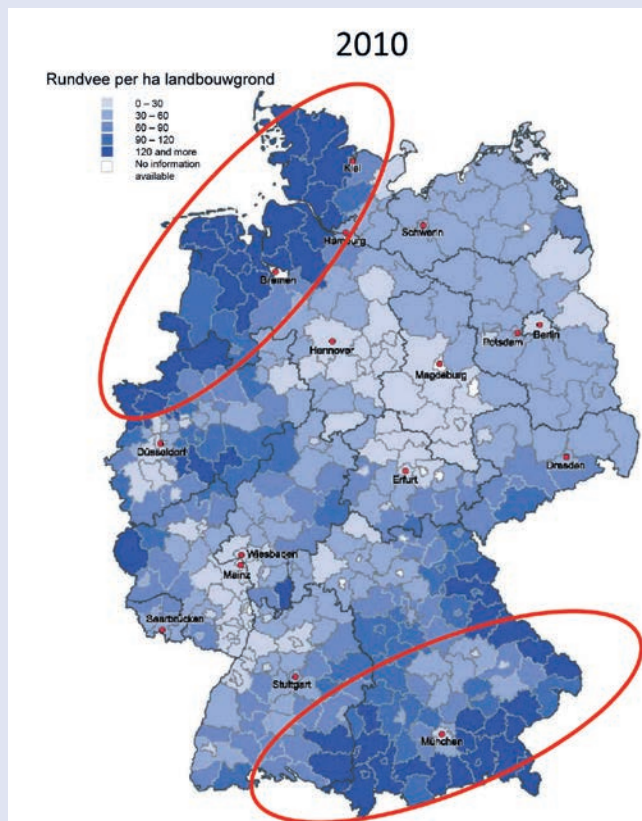 2010
Rundvee per ha landbouwgrond
0 – 30
30 – 60
60 – 90
90 – 120
120 and more
No information
available
Kiel
Hamburg
Schwerin
Bremen
Hannover
Potsdam
Berlin
Magdeburg
Düsseldorf
Erfurt
Dresden
Wiesbaden
Mainz
Saarbrücken
Stuttgart
München